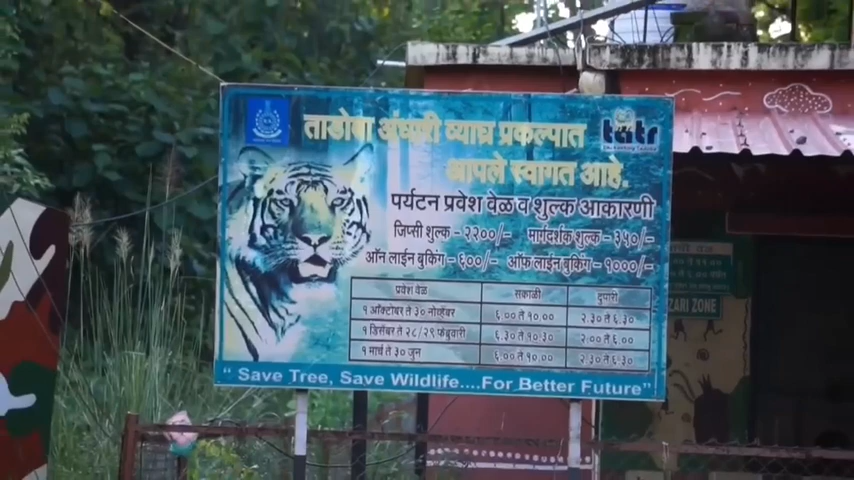 ताडोबा अंधारी व्याघ्र प्रकल्पात
आपले स्वागत आहे.
पर्यटन प्रवेश वेळ व शुल्क आकारणी
जिप्सी शुल्क - २२००/- मार्गदर्शक शुल्क - ३५०/-
ऑन लाईन बुकिंग - ६००/- ऑफ लाईन बुकिंग - १०००/-
प्रवेश वेळ सकाळी दुपारी
१ ऑक्टोबर ते ३० नोव्हेंबर ६.०० ते १०.०० २.३० ते ६.३०
१ डिसेंबर ते २८/२९ फेब्रुवारी ६.३० ते १०.३० २.०० ते ६.००
१ मार्च ते ३० जून ६.०० ते १०.०० २.३० ते ६.३०
" Save Tree, Save Wildlife....For Better Future "
ZARI ZONE